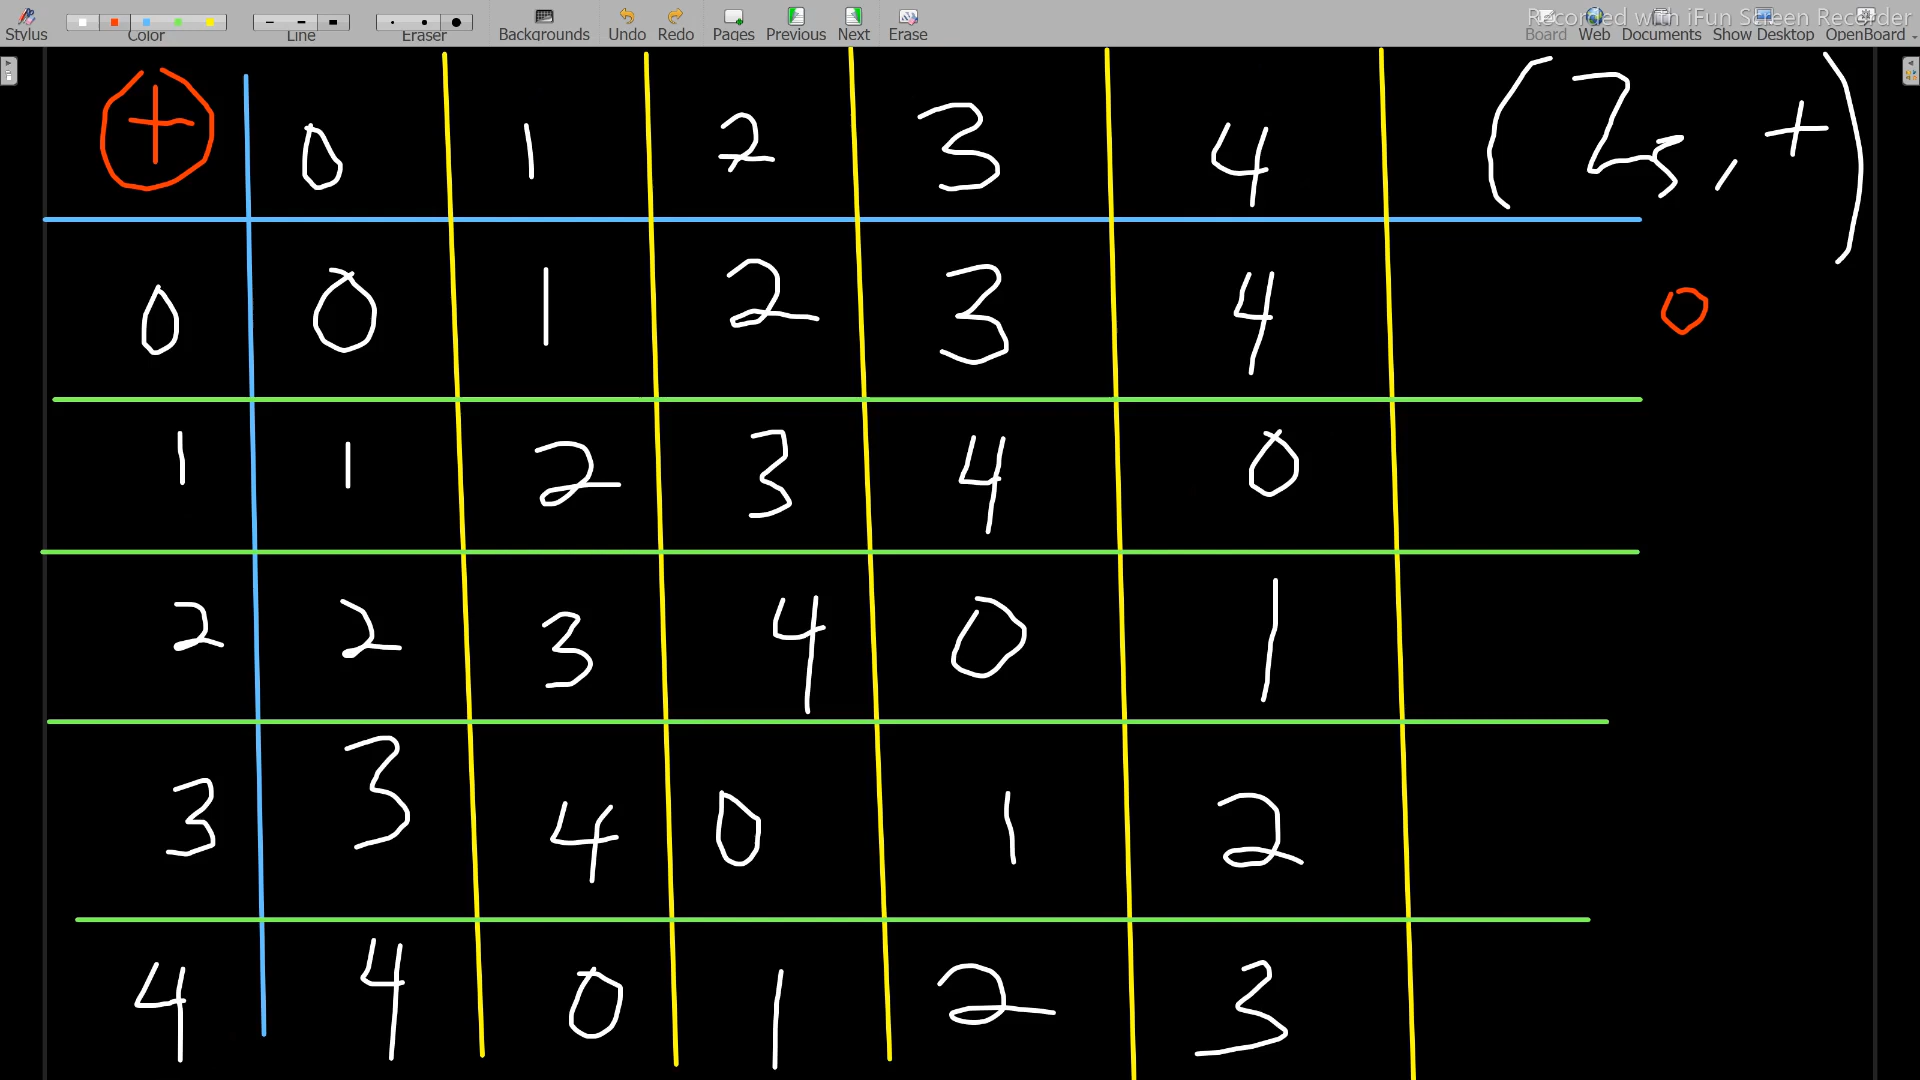 Recorded with iFun Screen Recorder
Stylus Color Line Eraser Backgrounds Undo Redo Pages Previous Next Erase Board Web Documents Show Desktop OpenBoard
+ 0 1 2 3 4 (Z5, +)
0 0 1 2 3 4 0
1 1 2 3 4 0
2 2 3 4 0 1
3 3 4 0 1 2
4 4 0 1 2 3